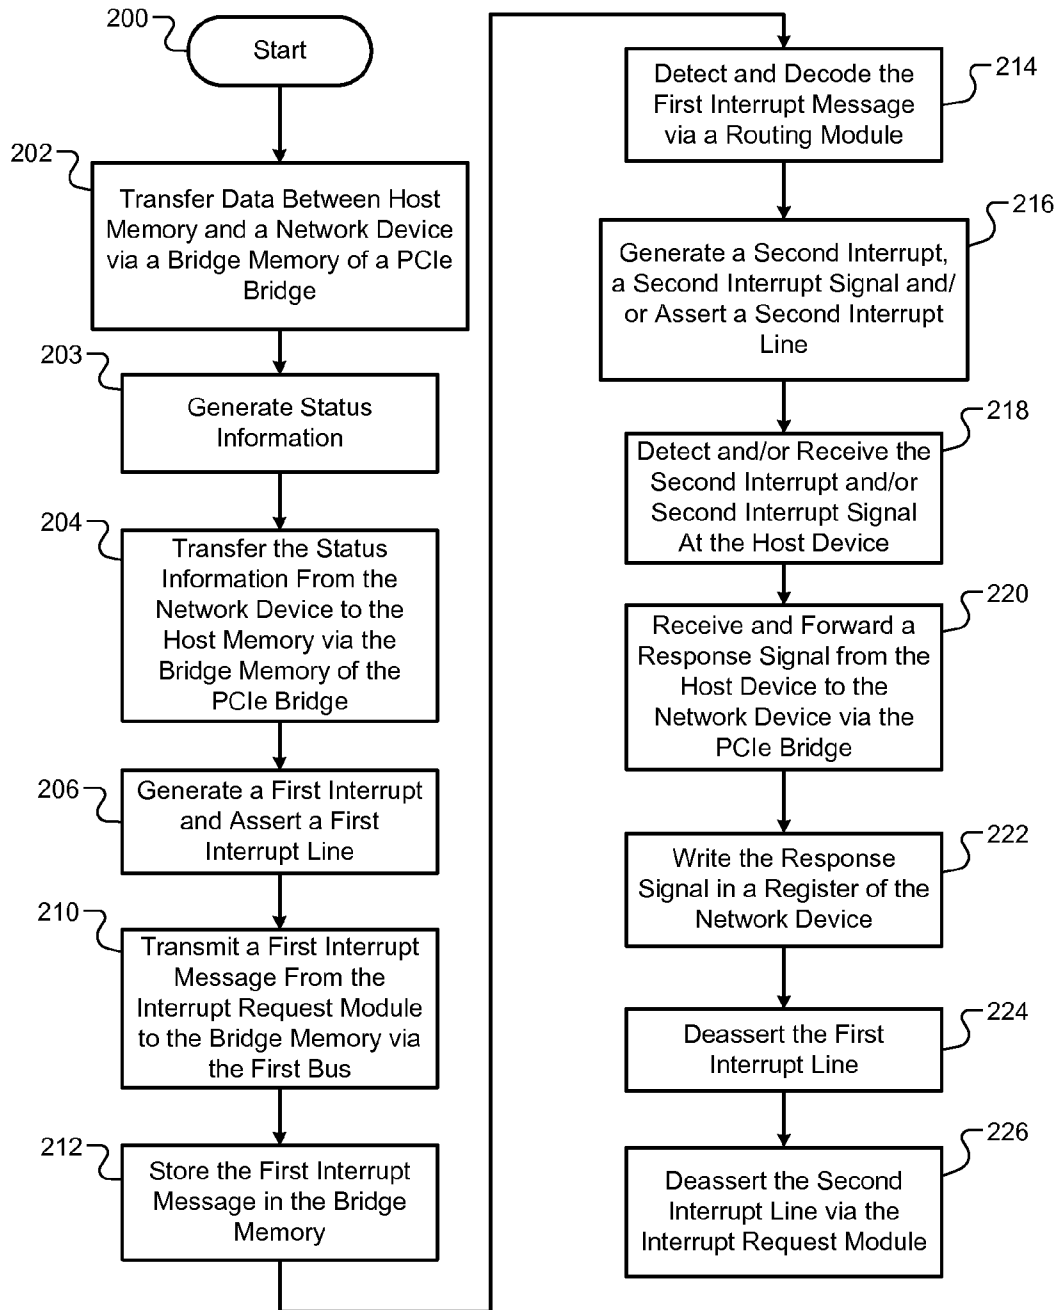 200
Start
202
Transfer Data Between Host
Memory and a Network Device
via a Bridge Memory of a PCIe
Bridge
203
Generate Status
Information
204
Transfer the Status
Information From the
Network Device to the
Host Memory via the
Bridge Memory of the
PCIe Bridge
206
Generate a First Interrupt
and Assert a First
Interrupt Line
210
Transmit a First Interrupt
Message From the
Interrupt Request Module
to the Bridge Memory via
the First Bus
212
Store the First Interrupt
Message in the Bridge
Memory
214
Detect and Decode the
First Interrupt Message
via a Routing Module
216
Generate a Second Interrupt,
a Second Interrupt Signal and/
or Assert a Second Interrupt
Line
218
Detect and/or Receive the
Second Interrupt and/or
Second Interrupt Signal
At the Host Device
220
Receive and Forward a
Response Signal from the
Host Device to the
Network Device via the
PCIe Bridge
222
Write the Response
Signal in a Register of the
Network Device
224
Deassert the First
Interrupt Line
226
Deassert the Second
Interrupt Line via the
Interrupt Request Module